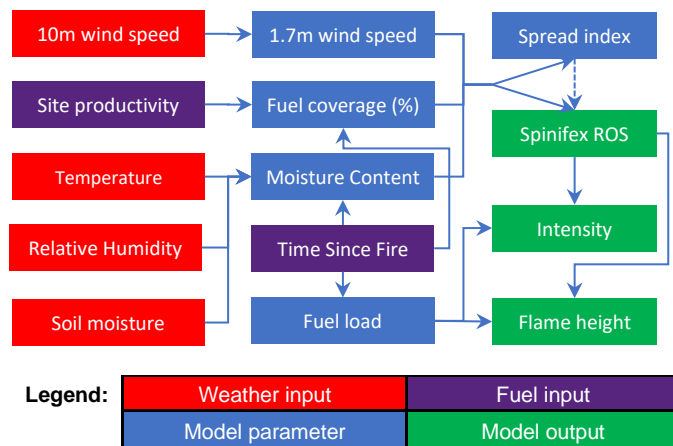 10m wind speed
1.7m wind speed
Spread index
Site productivity
Fuel coverage (%)
Spinifex ROS
Temperature
Moisture Content
Relative Humidity
Time Since Fire
Intensity
Soil moisture
Fuel load
Flame height
Legend:
Weather input
Fuel input
Model parameter
Model output